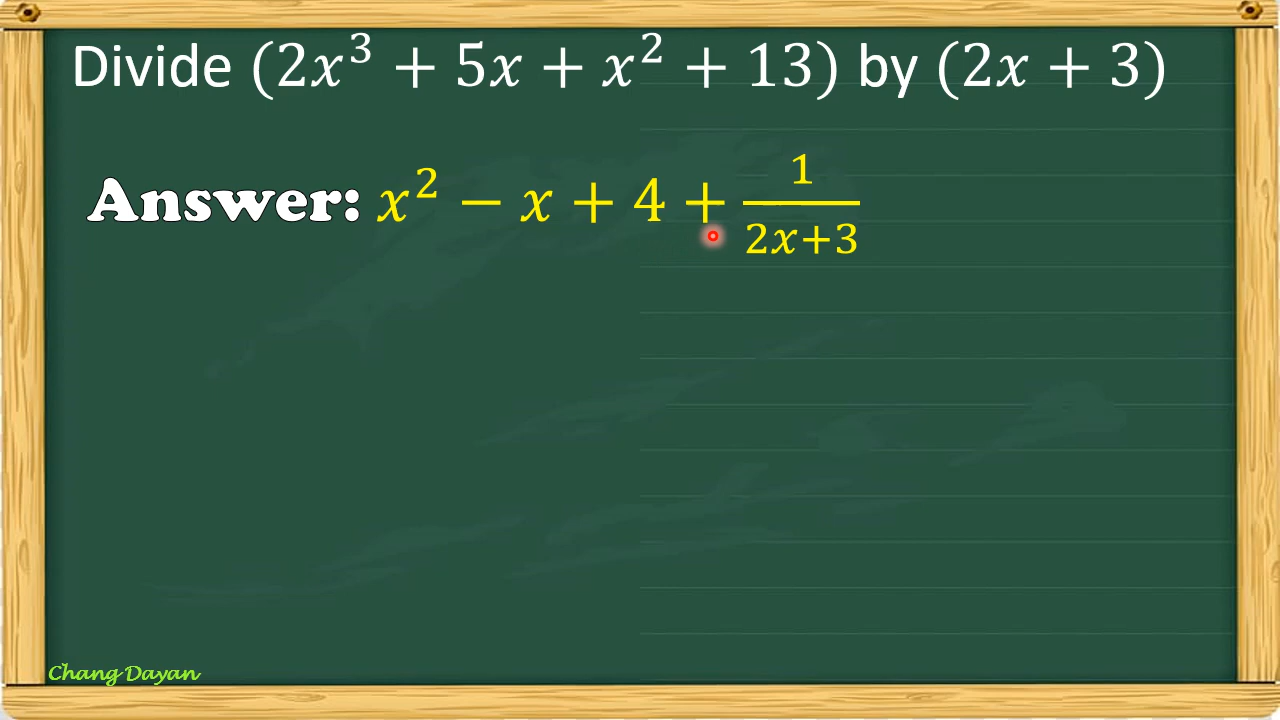 Divide (2x³ + 5x + x² + 13) by (2x + 3)
Answer: x² − x + 4 + 1/(2x+3)
Chang Dayan